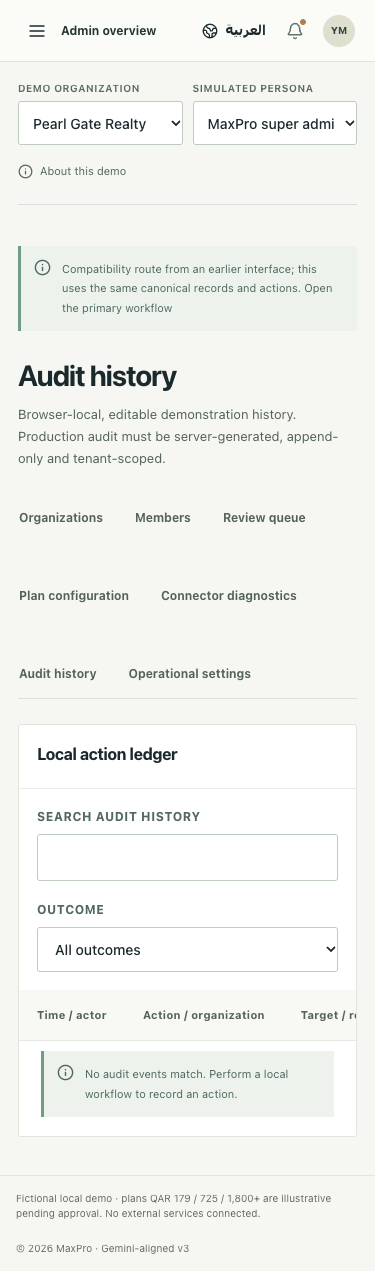 Admin overview
العربية
YM
DEMO ORGANIZATION
SIMULATED PERSONA
Pearl Gate Realty
MaxPro super admi
About this demo
Compatibility route from an earlier interface; this
uses the same canonical records and actions. Open
the primary workflow
Audit history
Browser-local, editable demonstration history.
Production audit must be server-generated, append-
only and tenant-scoped.
Organizations Members Review queue
Plan configuration Connector diagnostics
Audit history Operational settings
Local action ledger
SEARCH AUDIT HISTORY
OUTCOME
All outcomes
Time / actor Action / organization Target /
No audit events match. Perform a local
workflow to record an action.
Fictional local demo · plans QAR 179 / 725 / 1,800+ are illustrative
pending approval. No external services connected.
© 2026 MaxPro · Gemini-aligned v3